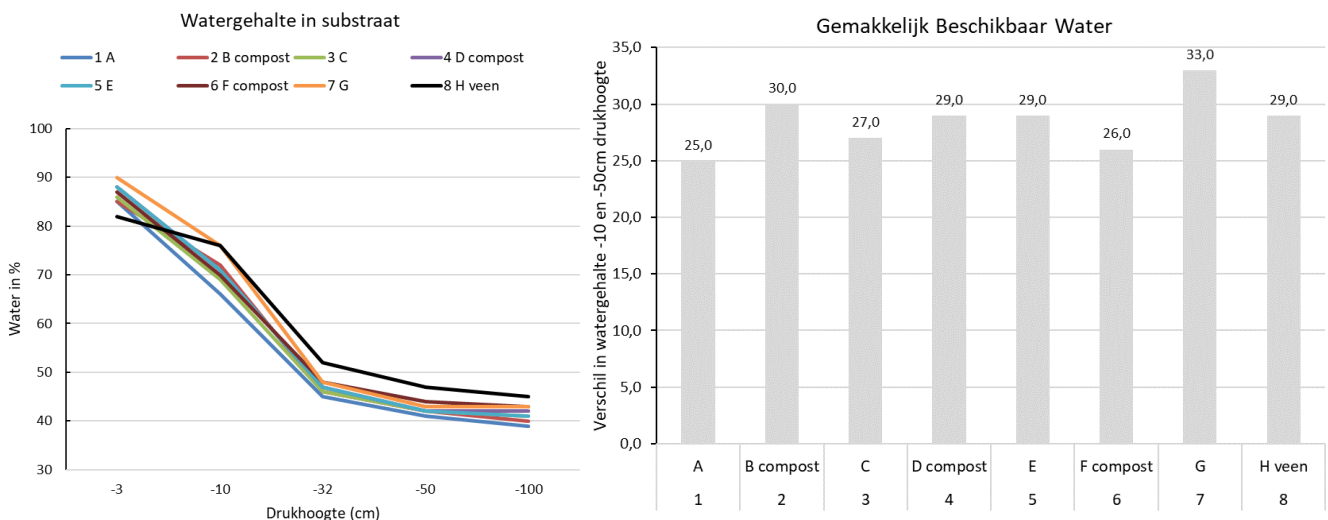 Watergehalte in substraat
1 A
2 B compost
3 C
4 D compost
5 E
6 F compost
7 G
8 H veen
Water in %
100
90
80
70
60
50
40
30
-3
-10
-32
-50
-100
Drukhoogte (cm)
Gemakkelijk Beschikbaar Water
Verschil in watergehalte -10 en -50cm drukhoogte
35,0
30,0
25,0
20,0
15,0
10,0
5,0
0,0
25,0
30,0
27,0
29,0
29,0
26,0
33,0
29,0
A
B compost
C
D compost
E
F compost
G
H veen
1
2
3
4
5
6
7
8